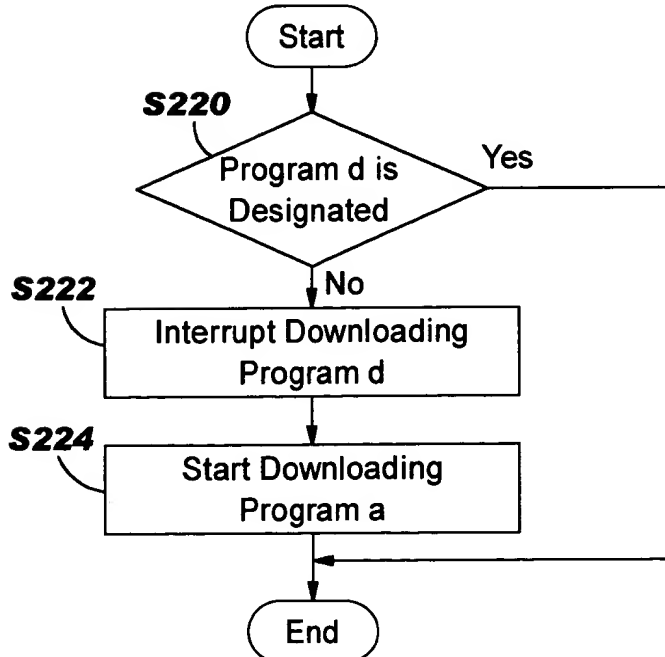 Start
S220
Program d is
Designated
Yes
No
S222
Interrupt Downloading
Program d
S224
Start Downloading
Program a
End